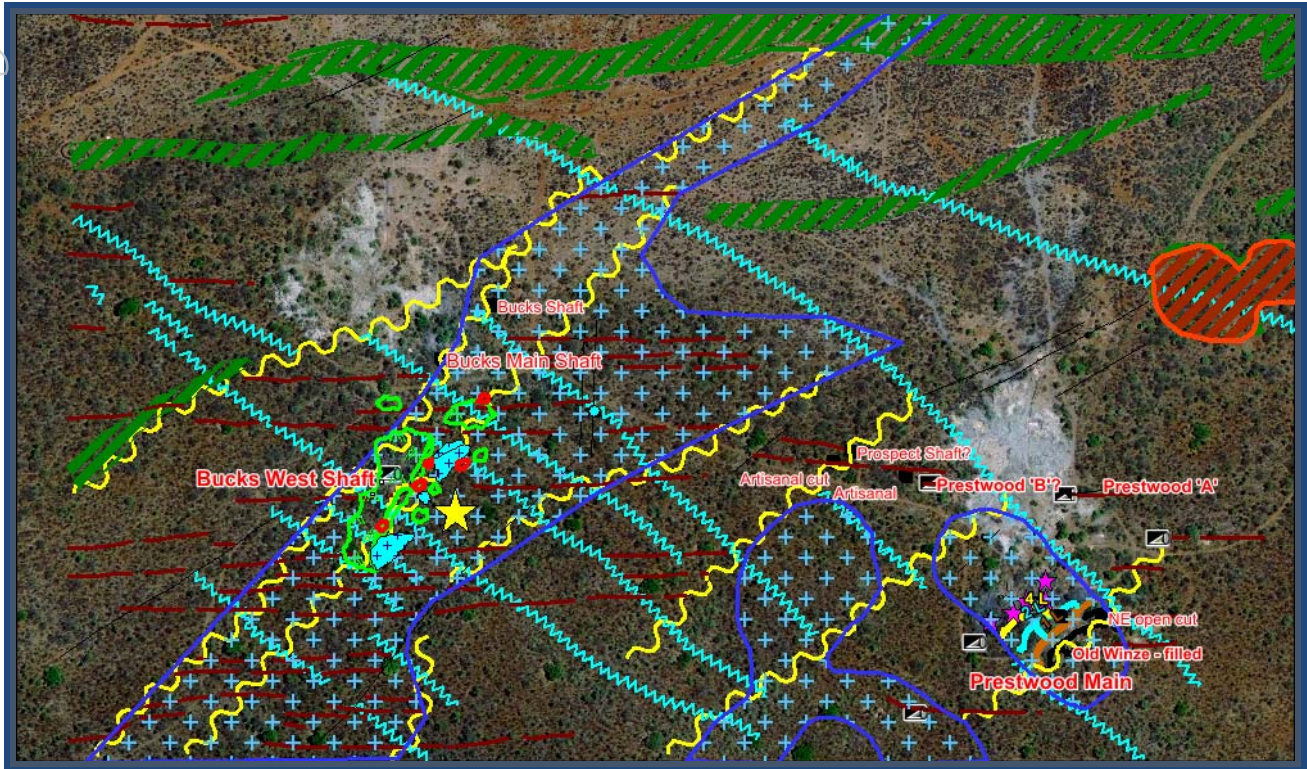 Bucks Shaft
Bucks Main Shaft
Prospect Shaft?
Bucks West Shaft
Artisanal cut
Artisanal
Prestwood 'B'?
Prestwood 'A'
4 L
NE open cut
Old Winze - filled
Prestwood Main